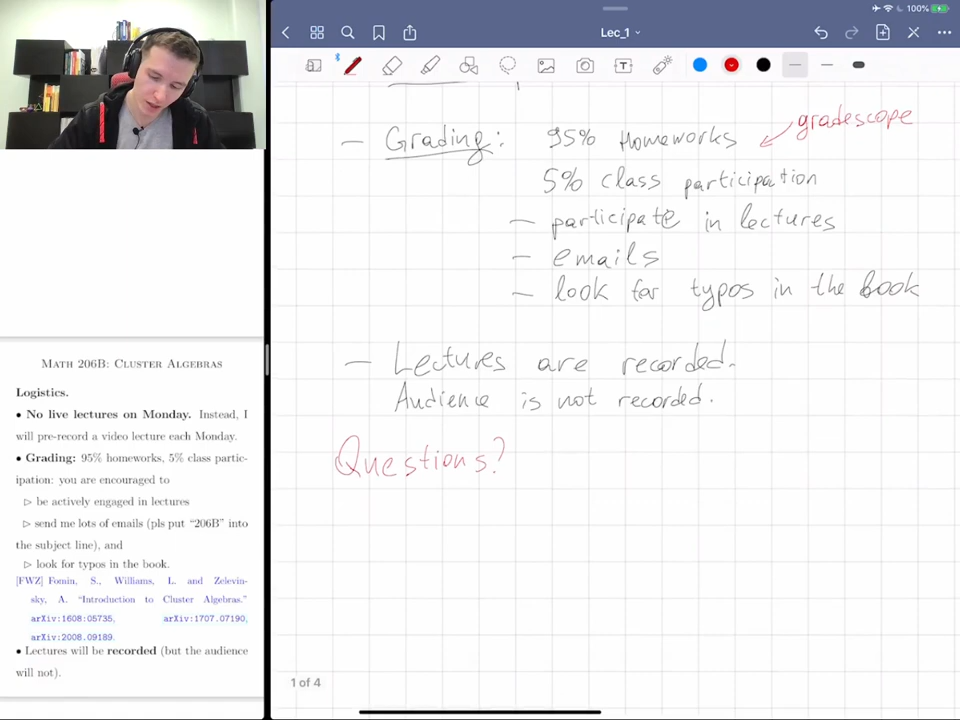 100%
Lec_1
- Grading: 95% Homeworks
gradescope
5% class participation
- participate in lectures
- emails
- look for typos in the book
- Lectures are recorded.
Audience is not recorded.
Questions?
1 of 4
Math 206B: Cluster Algebras
Logistics.
• No live lectures on Monday. Instead, I
will pre-record a video lecture each Monday.
• Grading: 95% homeworks, 5% class partic-
ipation: you are encouraged to
▷ be actively engaged in lectures
▷ send me lots of emails (pls put “206B” into
the subject line), and
▷ look for typos in the book.
[FWZ] Fomin, S., Williams, L. and Zelevin-
sky, A. “Introduction to Cluster Algebras.”
arXiv:1608:05735, arXiv:1707.07190,
arXiv:2008.09189.
• Lectures will be recorded (but the audience
will not).